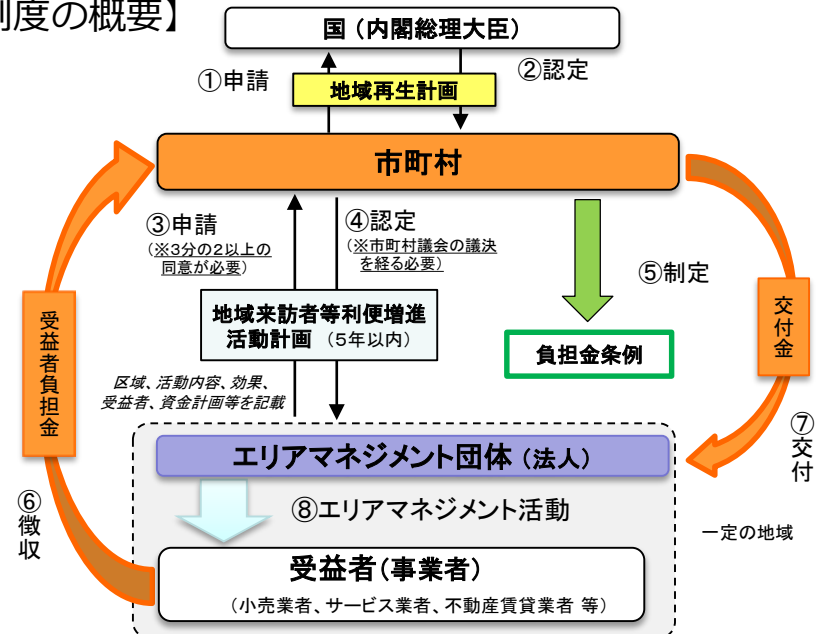 制度の概要】
国（内閣総理大臣）
①申請
②認定
地域再生計画
市町村
③申請
（※3分の2以上の
同意が必要）
④認定
（※市町村議会の議決
を経る必要）
⑤制定
地域来訪者等利便増進
活動計画 （5年以内）
負担金条例
区域、活動内容、効果、
受益者、資金計画等を記載
受益者負担金
交付金
⑦交付
エリアマネジメント団体（法人）
⑧エリアマネジメント活動
⑥徴収
一定の地域
受益者（事業者）
（小売業者、サービス業者、不動産賃貸業者 等）